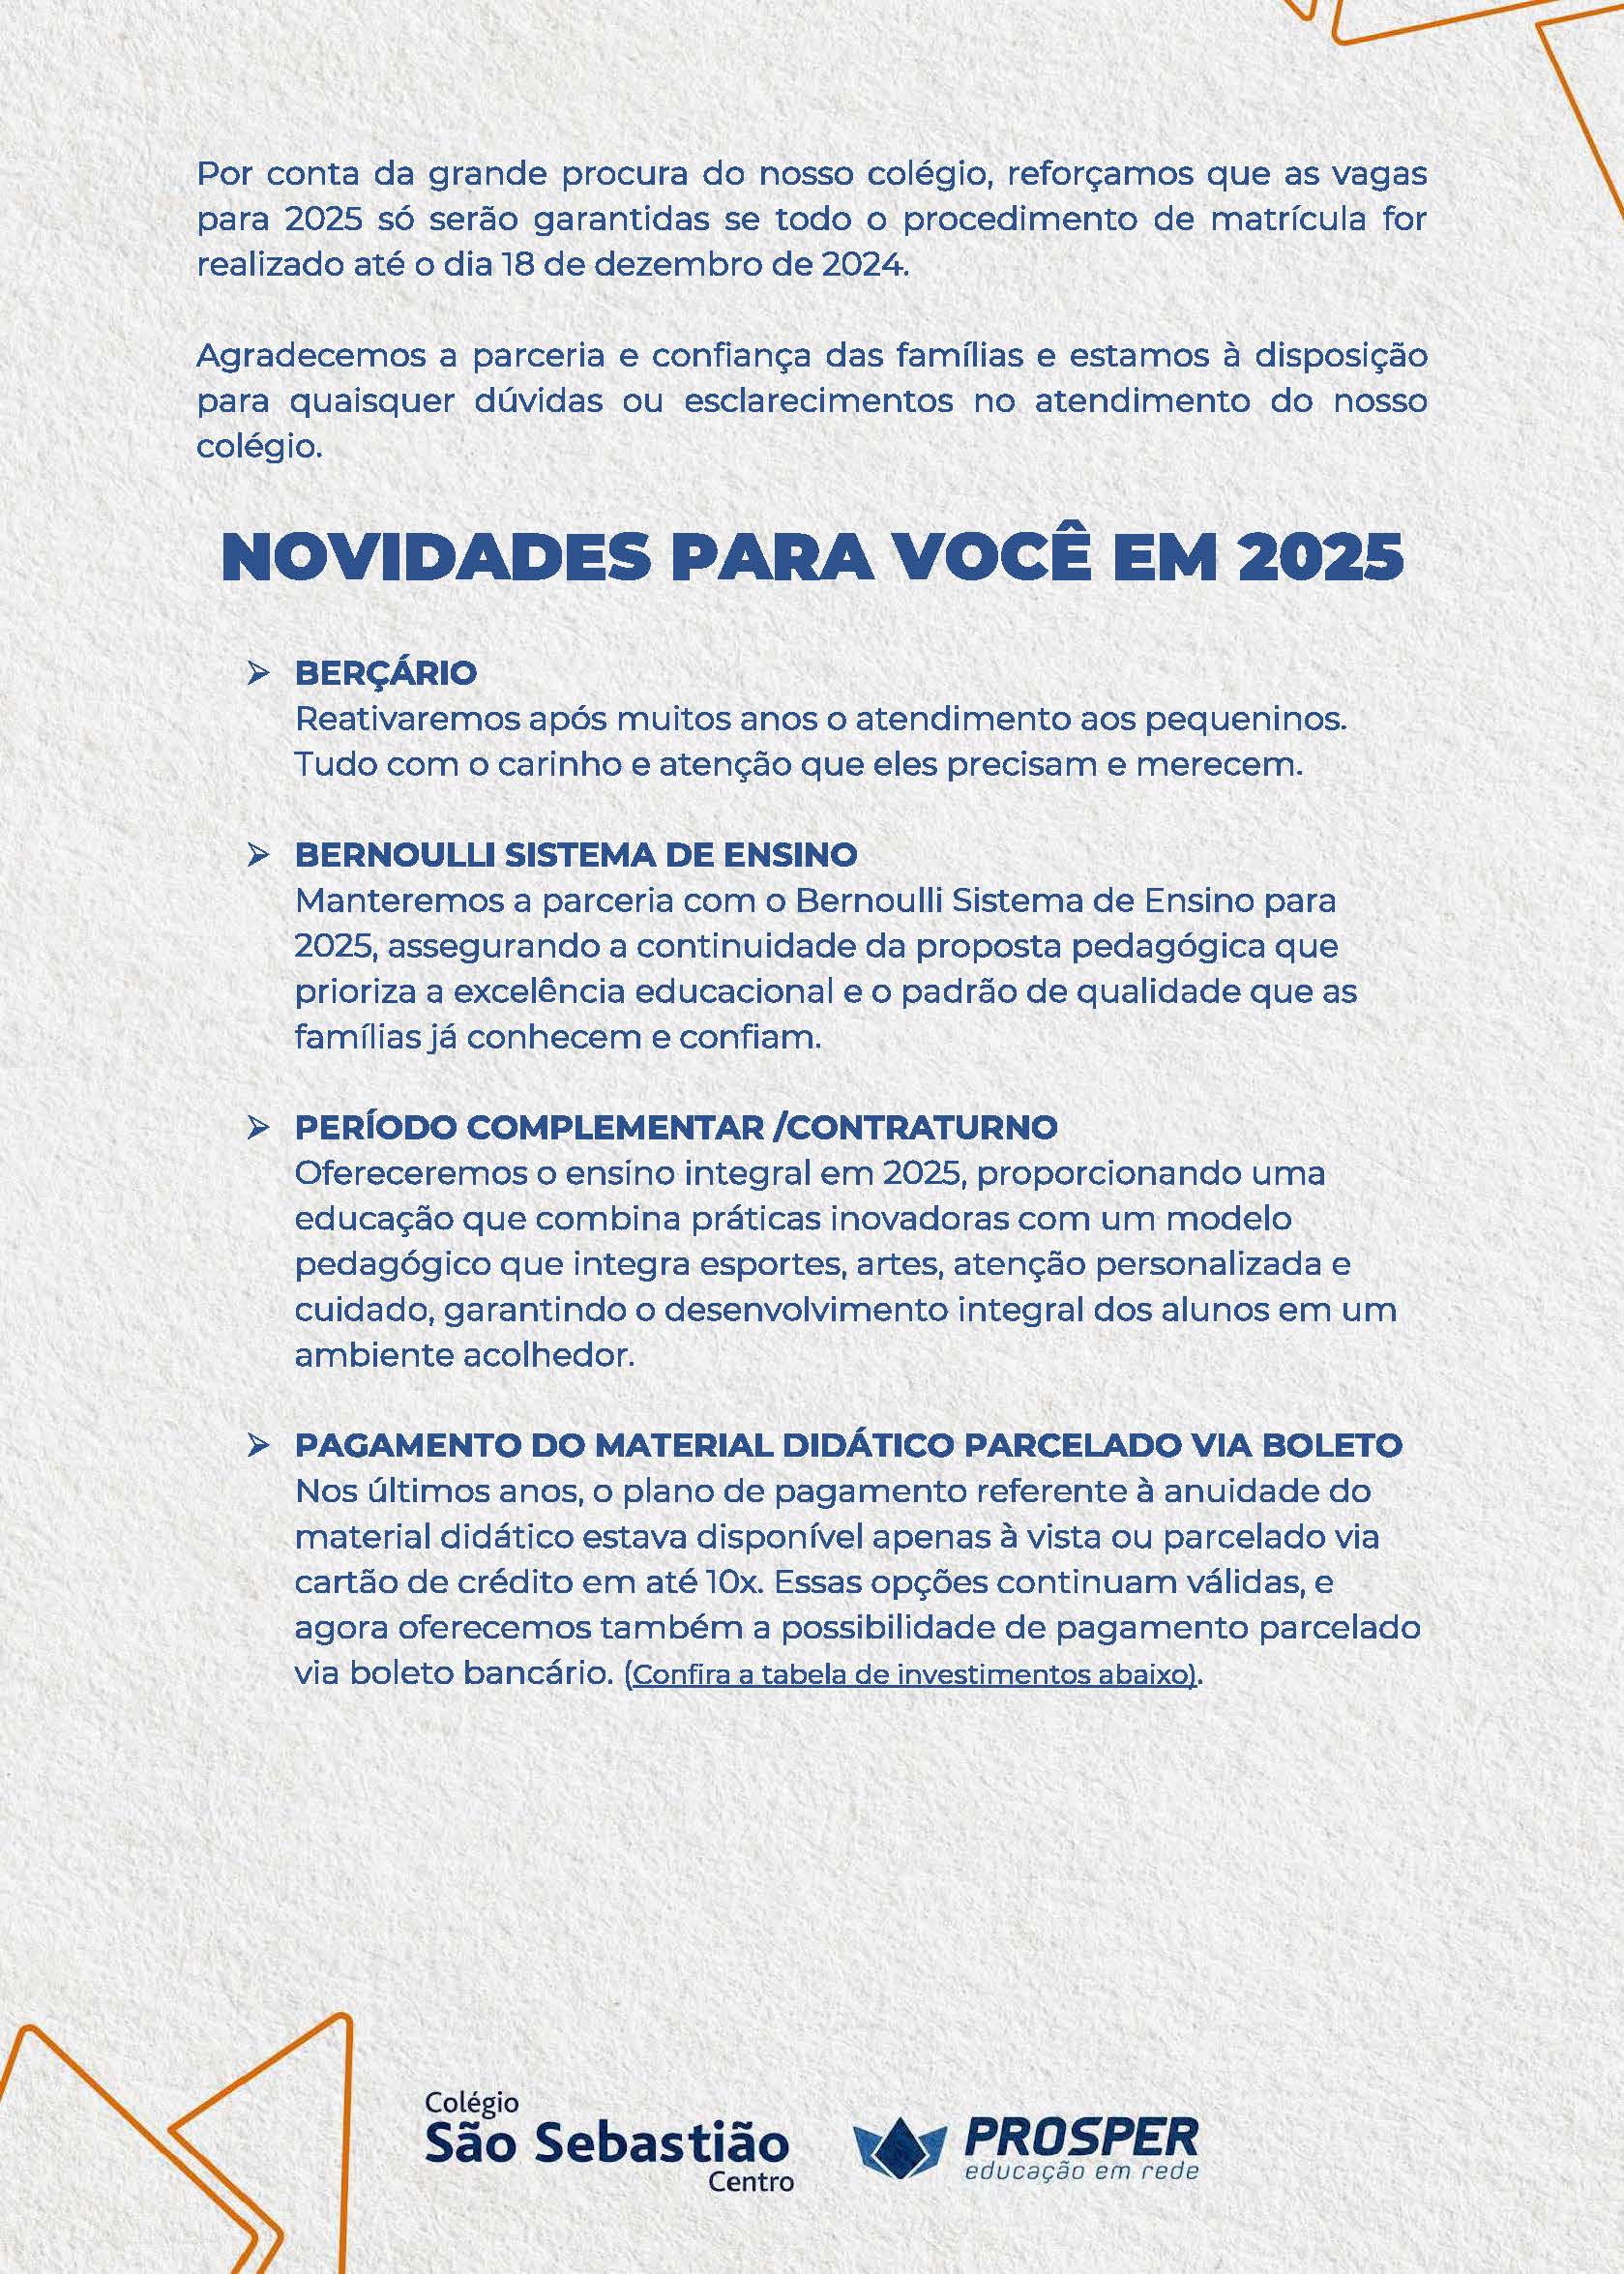 Por conta da grande procura do nosso colégio, reforçamos que as vagas
para 2025 só serão garantidas se todo o procedimento de matrícula for
realizado até o dia 18 de dezembro de 2024.
Agradecemos a parceria e confiança das famílias e estamos à disposição
para quaisquer dúvidas ou esclarecimentos no atendimento do nosso
colégio.
NOVIDADES PARA VOCÊ EM 2025
➢ BERÇÁRIO
Reativaremos após muitos anos o atendimento aos pequeninos.
Tudo com o carinho e atenção que eles precisam e merecem.
➢ BERNOULLI SISTEMA DE ENSINO
Manteremos a parceria com o Bernoulli Sistema de Ensino para
2025, assegurando a continuidade da proposta pedagógica que
prioriza a excelência educacional e o padrão de qualidade que as
famílias já conhecem e confiam.
➢ PERÍODO COMPLEMENTAR /CONTRATURNO
Ofereceremos o ensino integral em 2025, proporcionando uma
educação que combina práticas inovadoras com um modelo
pedagógico que integra esportes, artes, atenção personalizada e
cuidado, garantindo o desenvolvimento integral dos alunos em um
ambiente acolhedor.
➢ PAGAMENTO DO MATERIAL DIDÁTICO PARCELADO VIA BOLETO
Nos últimos anos, o plano de pagamento referente à anuidade do
material didático estava disponível apenas à vista ou parcelado via
cartão de crédito em até 10x. Essas opções continuam válidas, e
agora oferecemos também a possibilidade de pagamento parcelado
via boleto bancário. (Confira a tabela de investimentos abaixo).
Colégio
São Sebastião
Centro
PROSPER
educação em rede